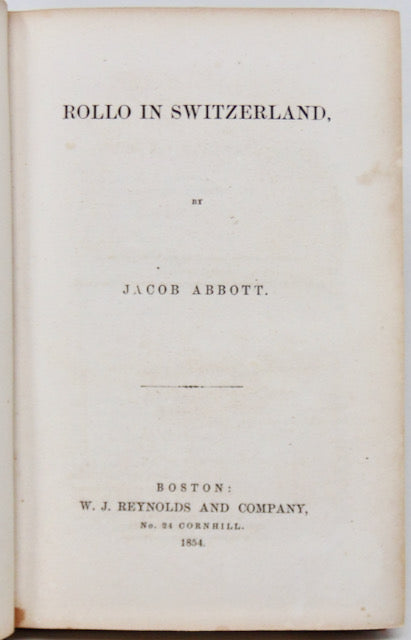 ROLLO IN SWITZERLAND,
BY
JACOB ABBOTT.
BOSTON:
W. J. REYNOLDS AND COMPANY,
No. 24 CORNHILL.
1854.